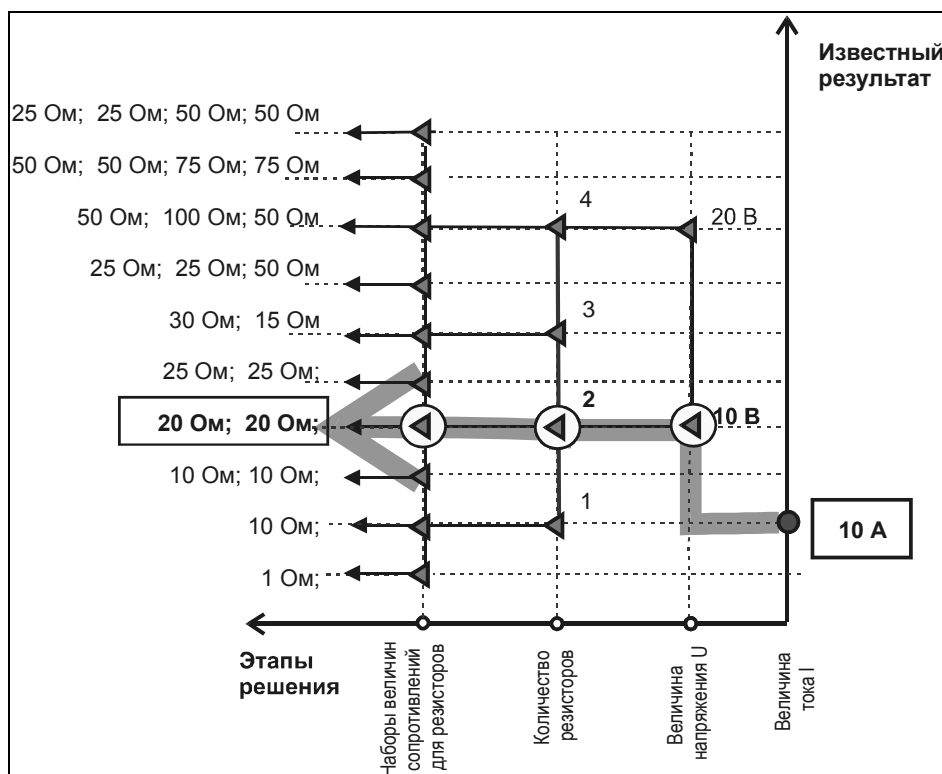 Известный
результат
25 Ом; 25 Ом; 50 Ом; 50 Ом
50 Ом; 50 Ом; 75 Ом; 75 Ом
50 Ом; 100 Ом; 50 Ом
4
20 В
25 Ом; 25 Ом; 50 Ом
30 Ом; 15 Ом
3
25 Ом; 25 Ом;
20 Ом; 20 Ом;
2
10 В
10 Ом; 10 Ом;
10 Ом;
1
10 А
1 Ом;
Этапы
решения
Наборы величин
сопротивлений
для резисторов
Количество
резисторов
Величина
напряжения U
Величина
тока I